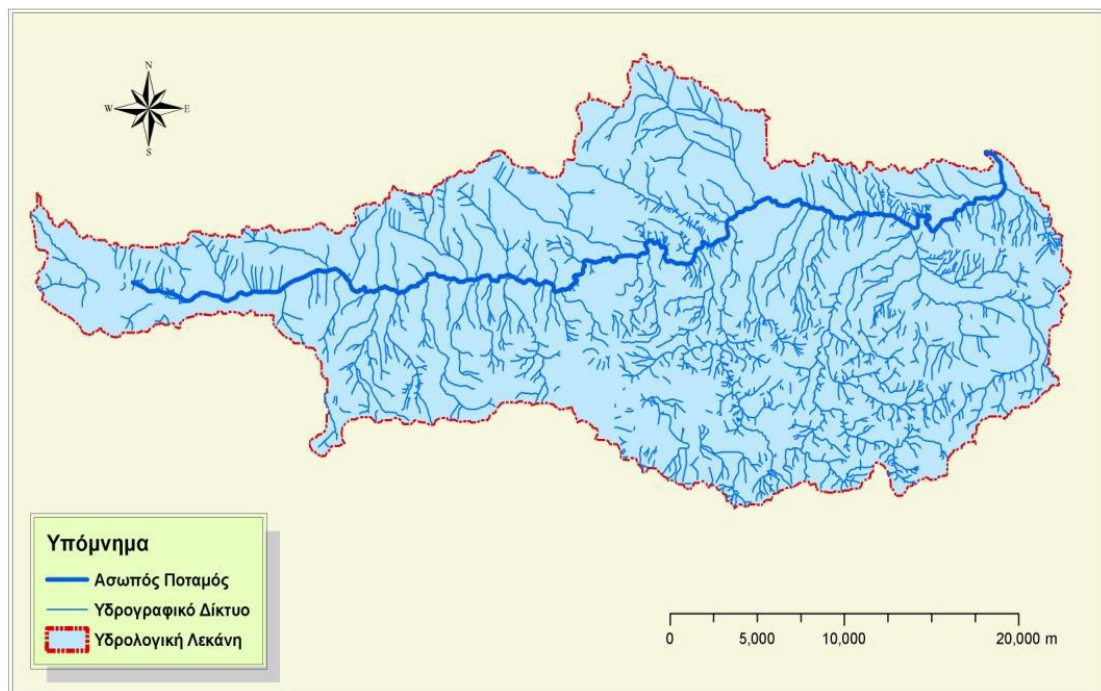 N
W E
S
Υπόμνημα
Ασωπός Ποταμός
Υδρογραφικό Δίκτυο
Υδρολογική Λεκάνη
0 5,000 10,000 20,000 m